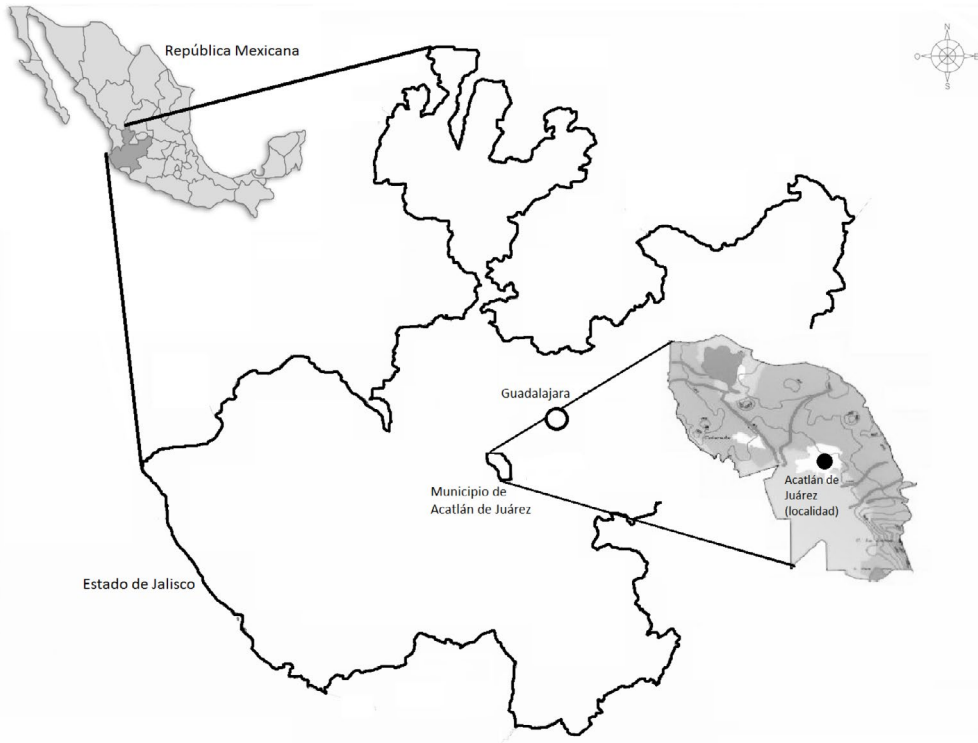 República Mexicana
N
O
E
S
Guadalajara
Municipio de
Acatlán de Juárez
Acatlán de
Juárez
(localidad)
Estado de Jalisco